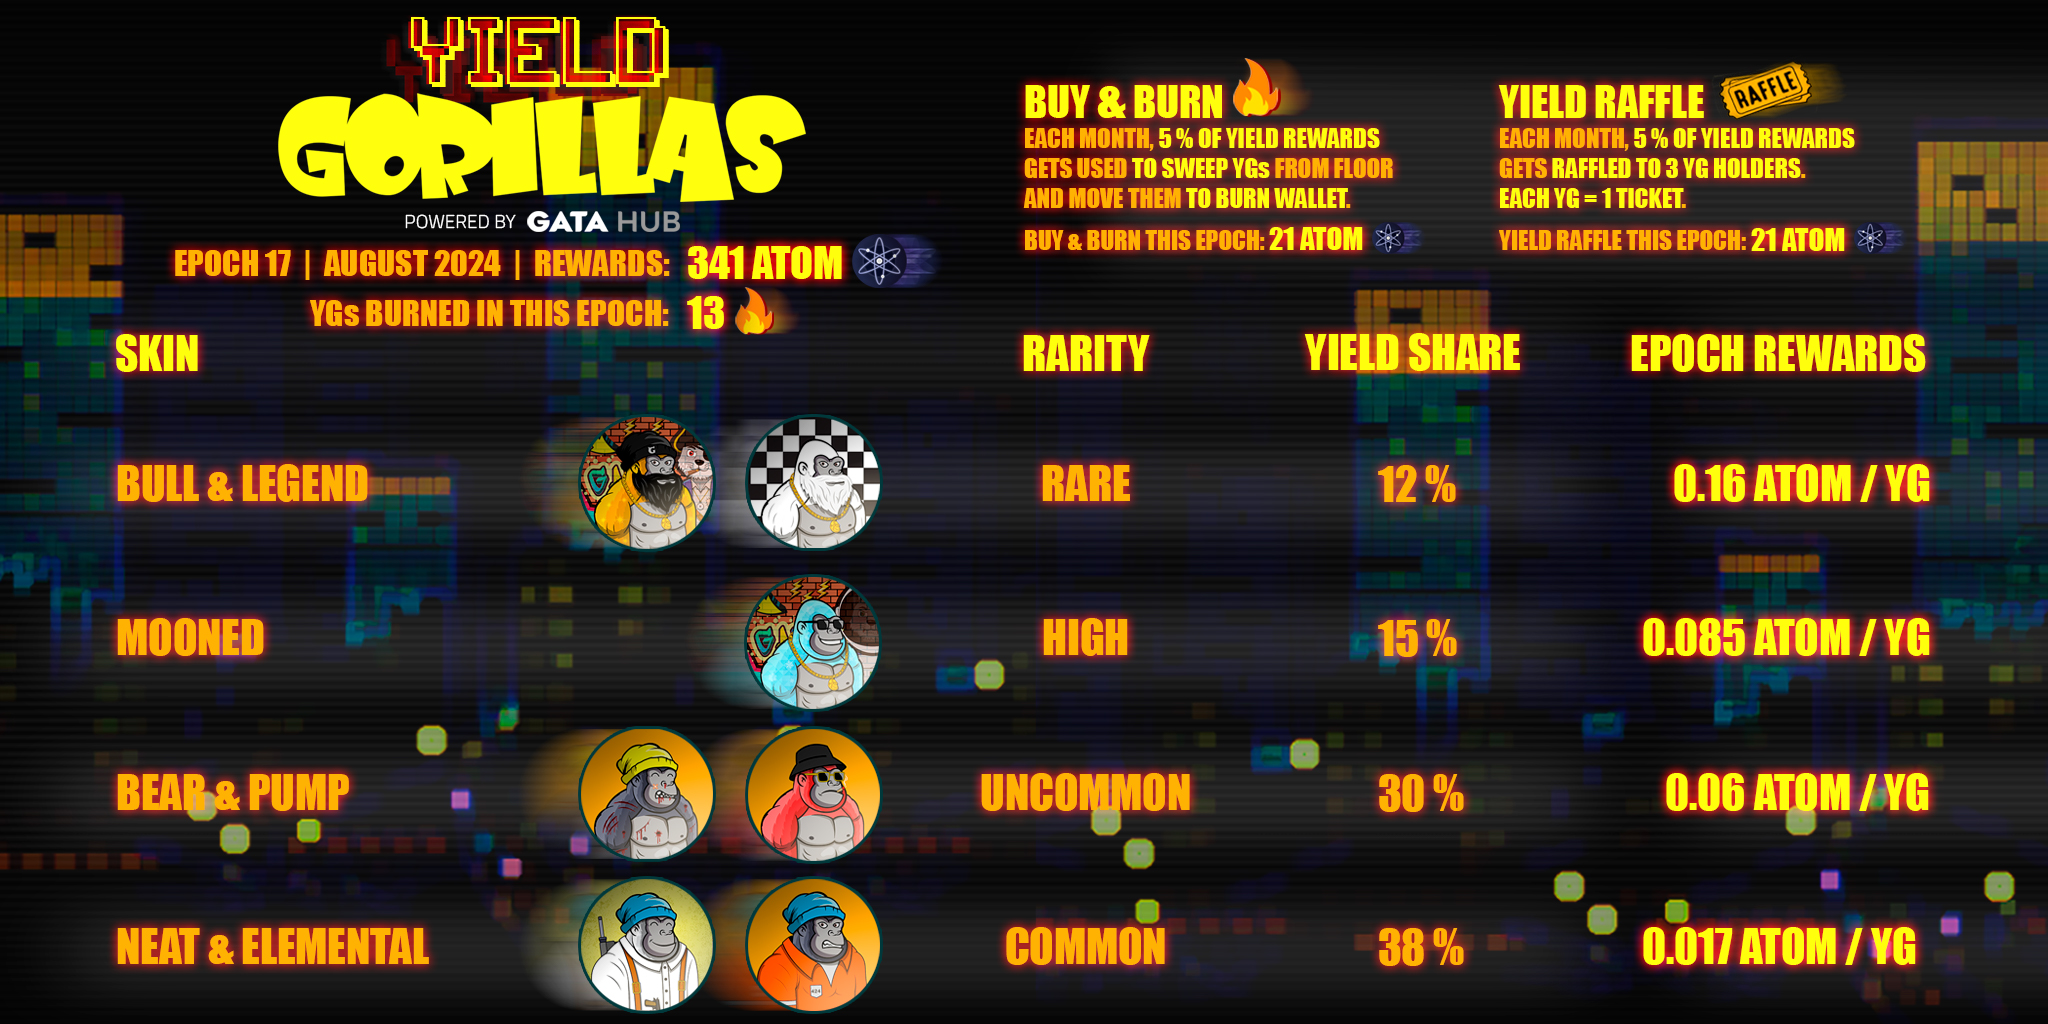 YIELD
GORILLAS
POWERED BY GATA HUB
EPOCH 17 | AUGUST 2024 | REWARDS: 341 ATOM
YGs BURNED IN THIS EPOCH: 13
BUY & BURN
EACH MONTH, 5 % OF YIELD REWARDS
GETS USED TO SWEEP YGs FROM FLOOR
AND MOVE THEM TO BURN WALLET.
BUY & BURN THIS EPOCH: 21 ATOM
YIELD RAFFLE
RAFFLE
EACH MONTH, 5 % OF YIELD REWARDS
GETS RAFFLED TO 3 YG HOLDERS.
EACH YG = 1 TICKET.
YIELD RAFFLE THIS EPOCH: 21 ATOM
SKIN RARITY YIELD SHARE EPOCH REWARDS
BULL & LEGEND RARE 12 % 0.16 ATOM / YG
MOONED HIGH 15 % 0.085 ATOM / YG
BEAR & PUMP UNCOMMON 30 % 0.06 ATOM / YG
NEAT & ELEMENTAL COMMON 38 % 0.017 ATOM / YG